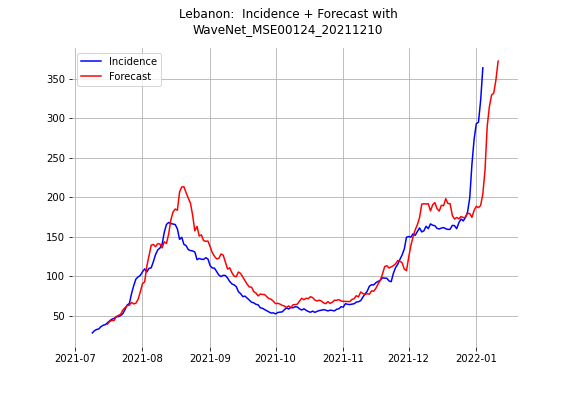 Lebanon:  Incidence + Forecast with
WaveNet_MSE00124_20211210
Incidence
Forecast
350
300
250
200
150
100
50
2021-07 2021-08 2021-09 2021-10 2021-11 2021-12 2022-01